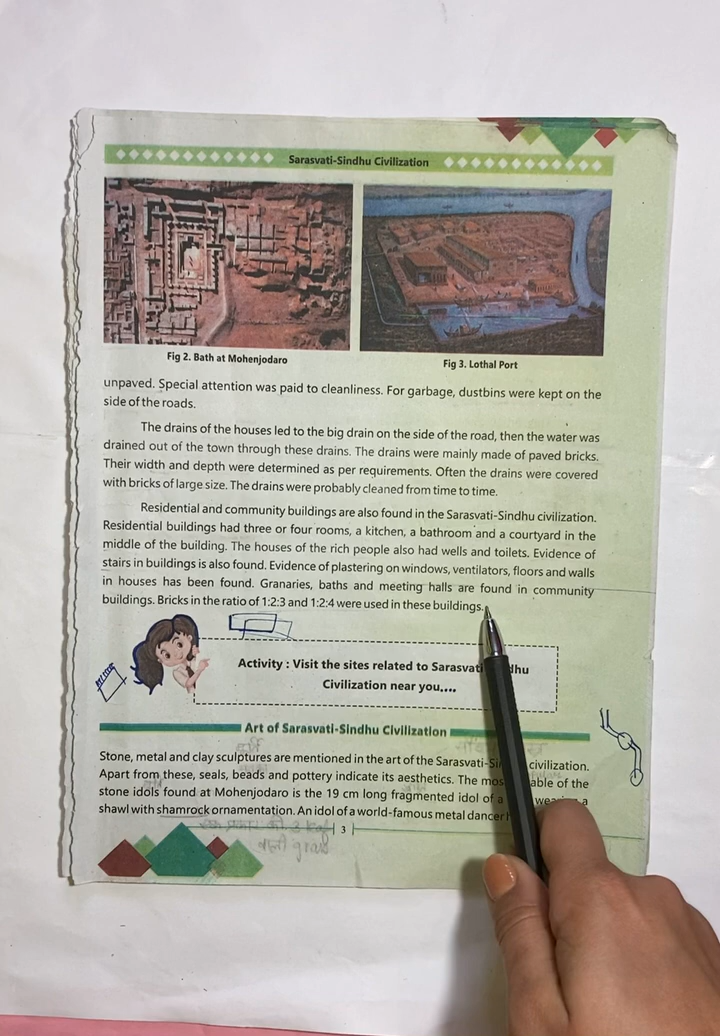 Sarasvati-Sindhu Civilization
Fig 2. Bath at Mohenjodaro
Fig 3. Lothal Port
unpaved. Special attention was paid to cleanliness. For garbage, dustbins were kept on the
side of the roads.
The drains of the houses led to the big drain on the side of the road, then the water was
drained out of the town through these drains. The drains were mainly made of paved bricks.
Their width and depth were determined as per requirements. Often the drains were covered
with bricks of large size. The drains were probably cleaned from time to time.
Residential and community buildings are also found in the Sarasvati-Sindhu civilization.
Residential buildings had three or four rooms, a kitchen, a bathroom and a courtyard in the
middle of the building. The houses of the rich people also had wells and toilets. Evidence of
stairs in buildings is also found. Evidence of plastering on windows, ventilators, floors and walls
in houses has been found. Granaries, baths and meeting halls are found in community
buildings. Bricks in the ratio of 1:2:3 and 1:2:4 were used in these buildings.
Activity : Visit the sites related to
Civilization near you....
Art of Sarasvati-Sindhu Civilization
Stone, metal and clay sculptures are mentioned in the art of the civilization.
Apart from these, seals, beads and pottery indicate its aesthetics. The of the
stone idols found at Mohenjodaro is the 19 cm long fragmented idol of a a
shawl with shamrock ornamentation. An idol of a world-famous metal dancer
3